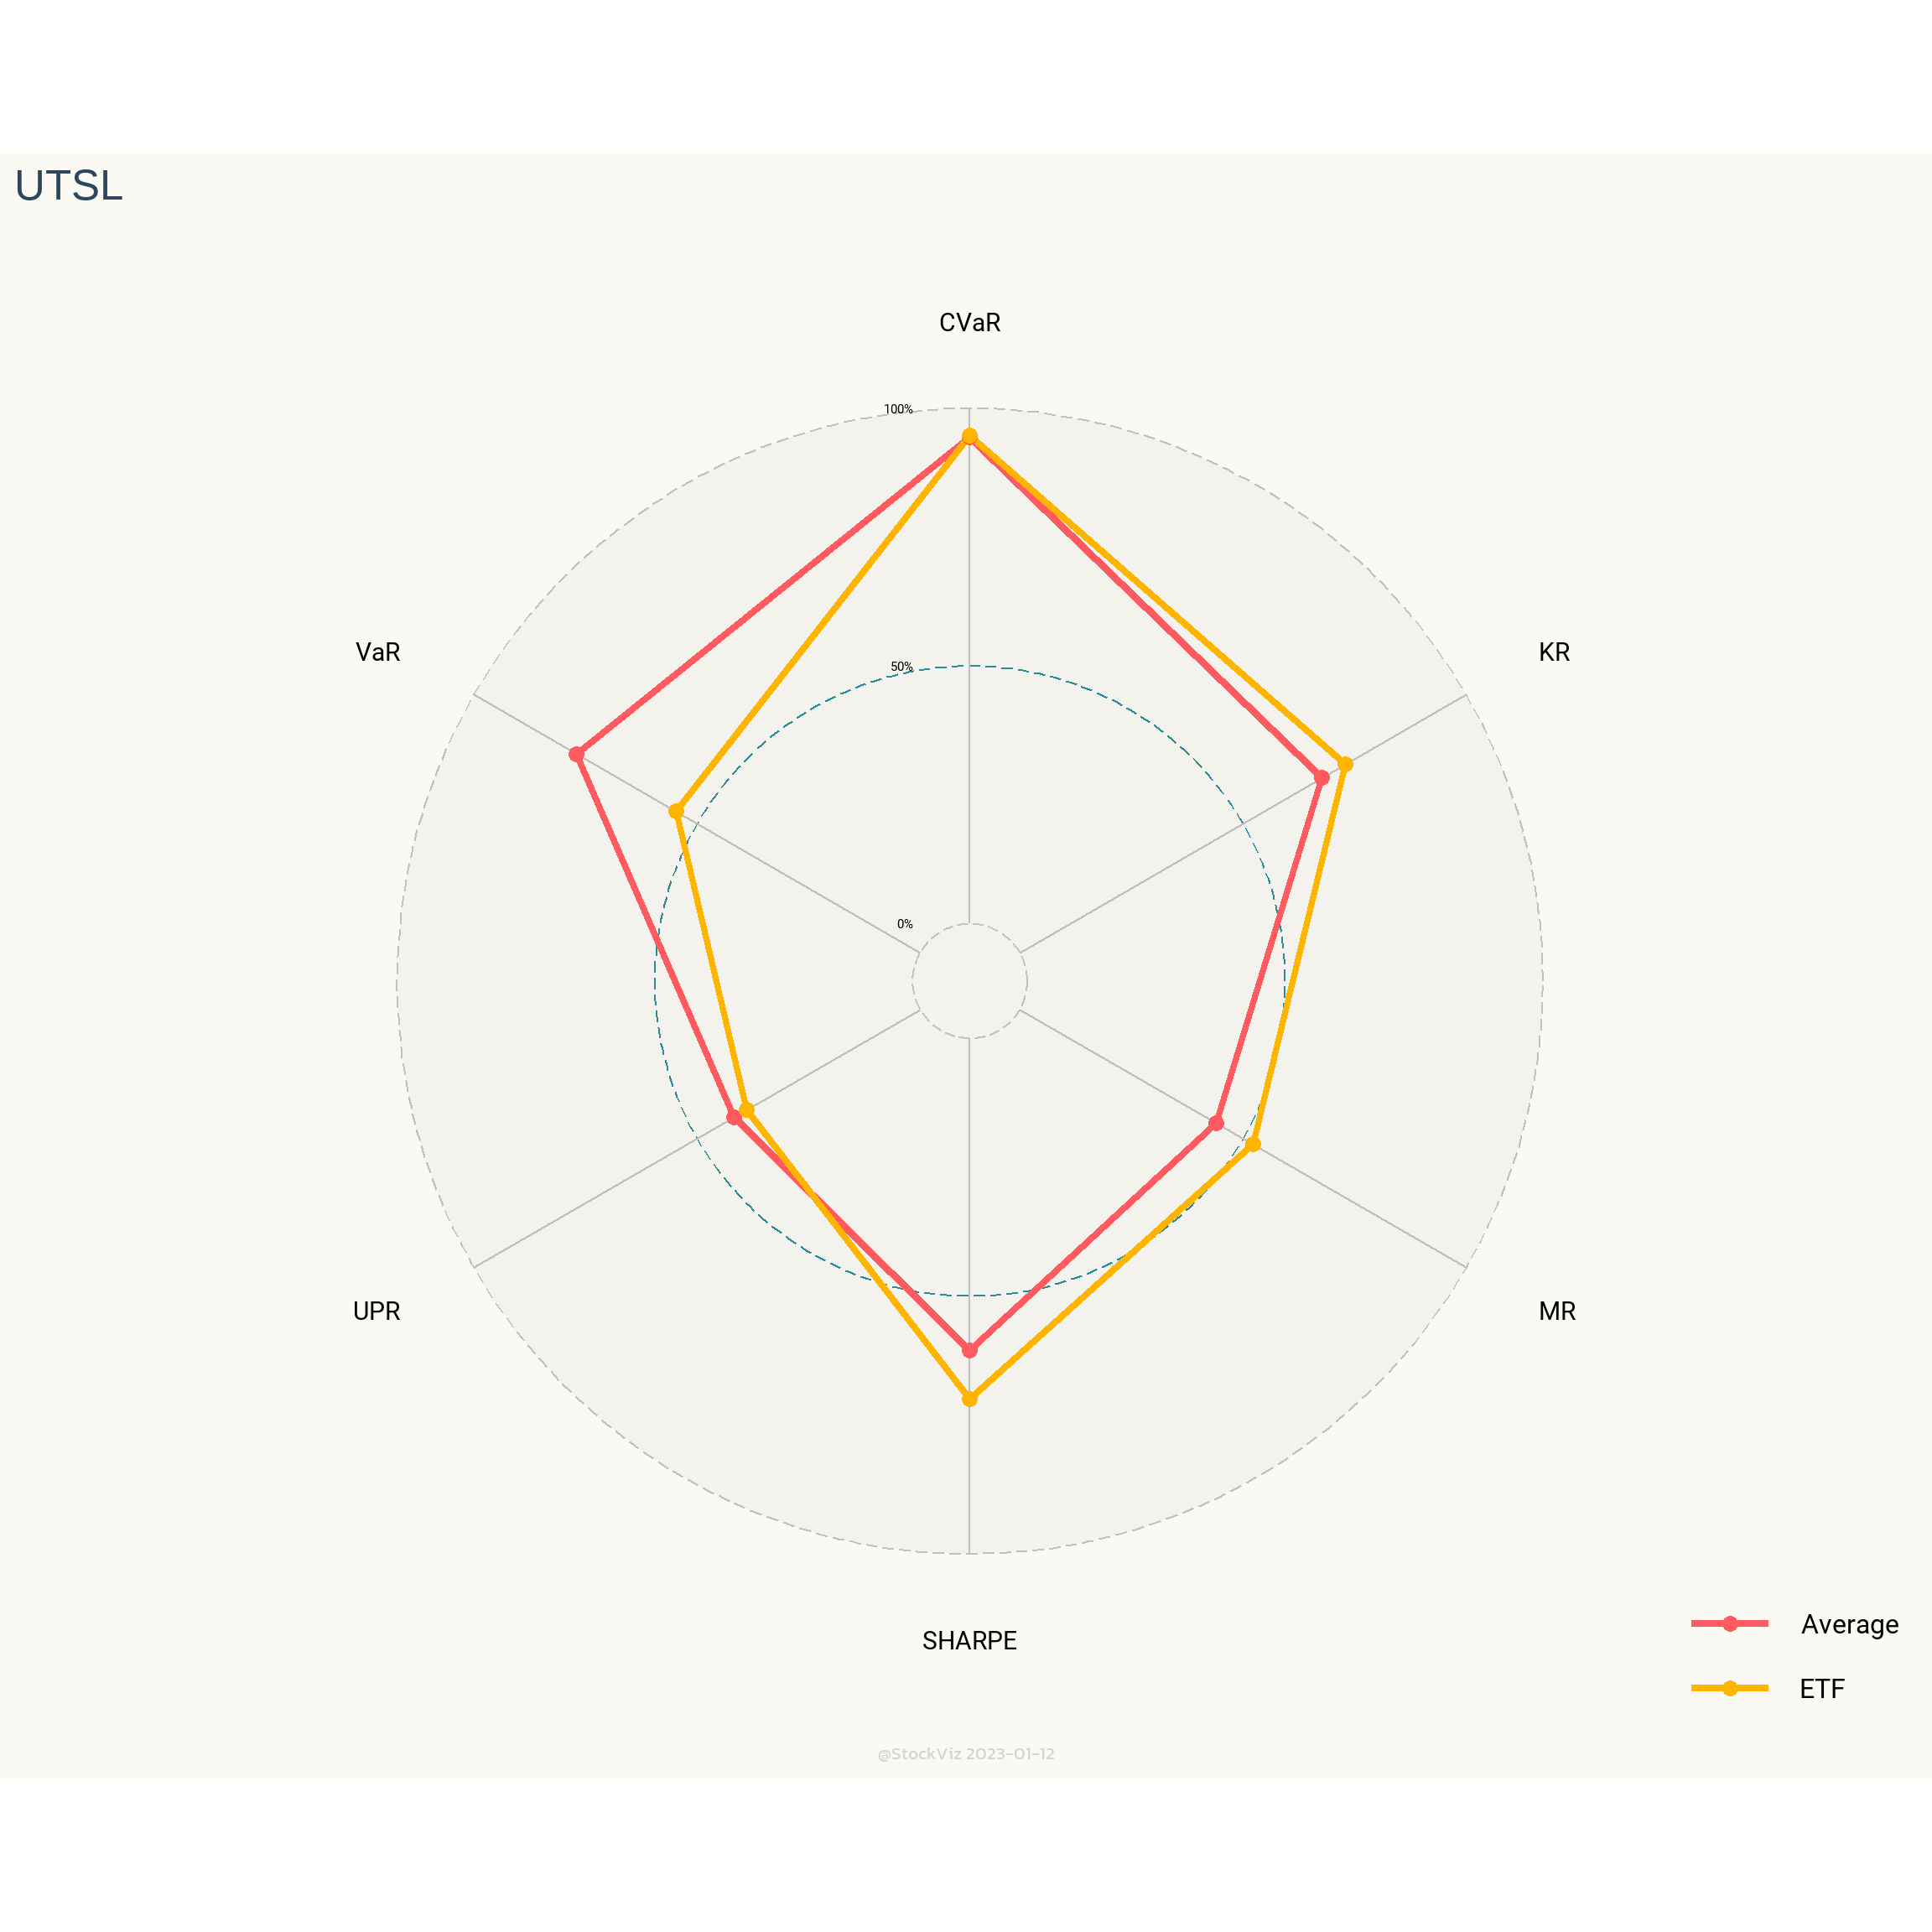 UTSL
CVaR
100%
KR
VaR
50%
0%
UPR
MR
SHARPE
Average
ETF
@StockViz 2023-01-12